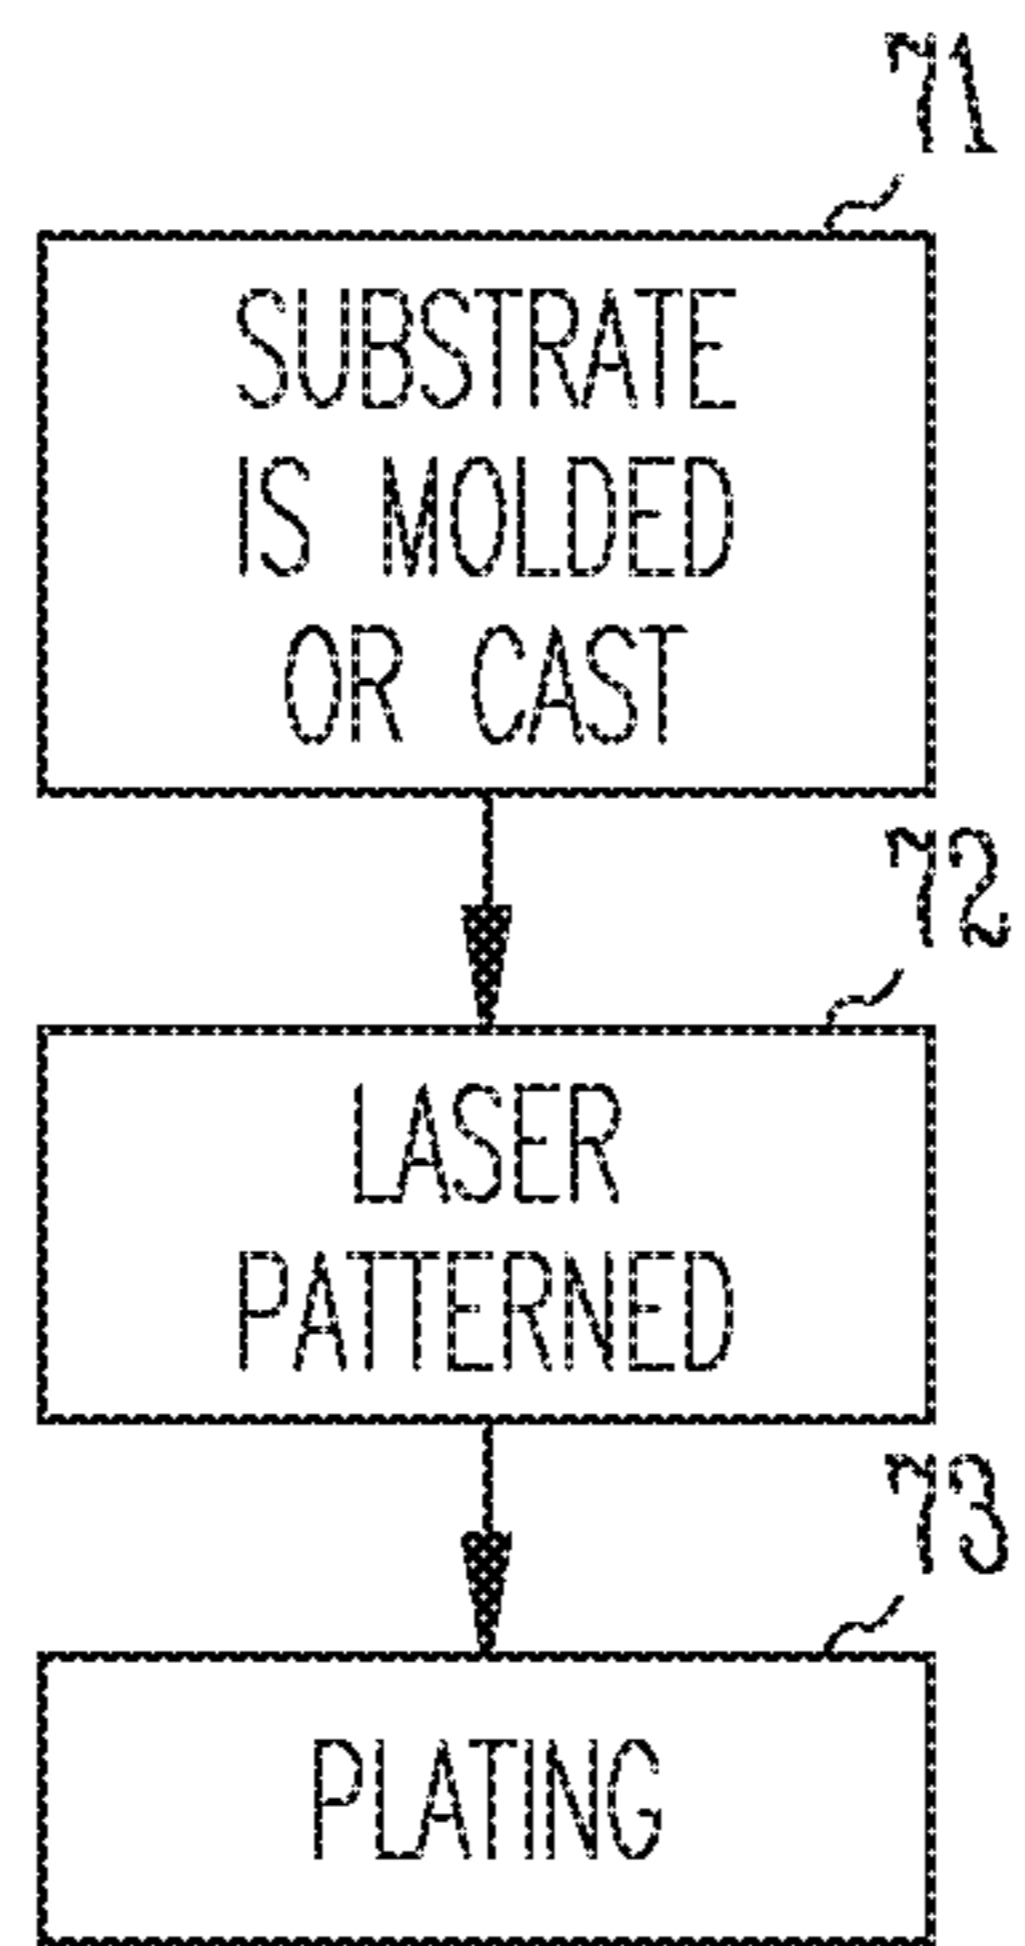 71
SUBSTRATE
IS MOLDED
OR CAST
72
LASER
PATTERNED
73
PLATING